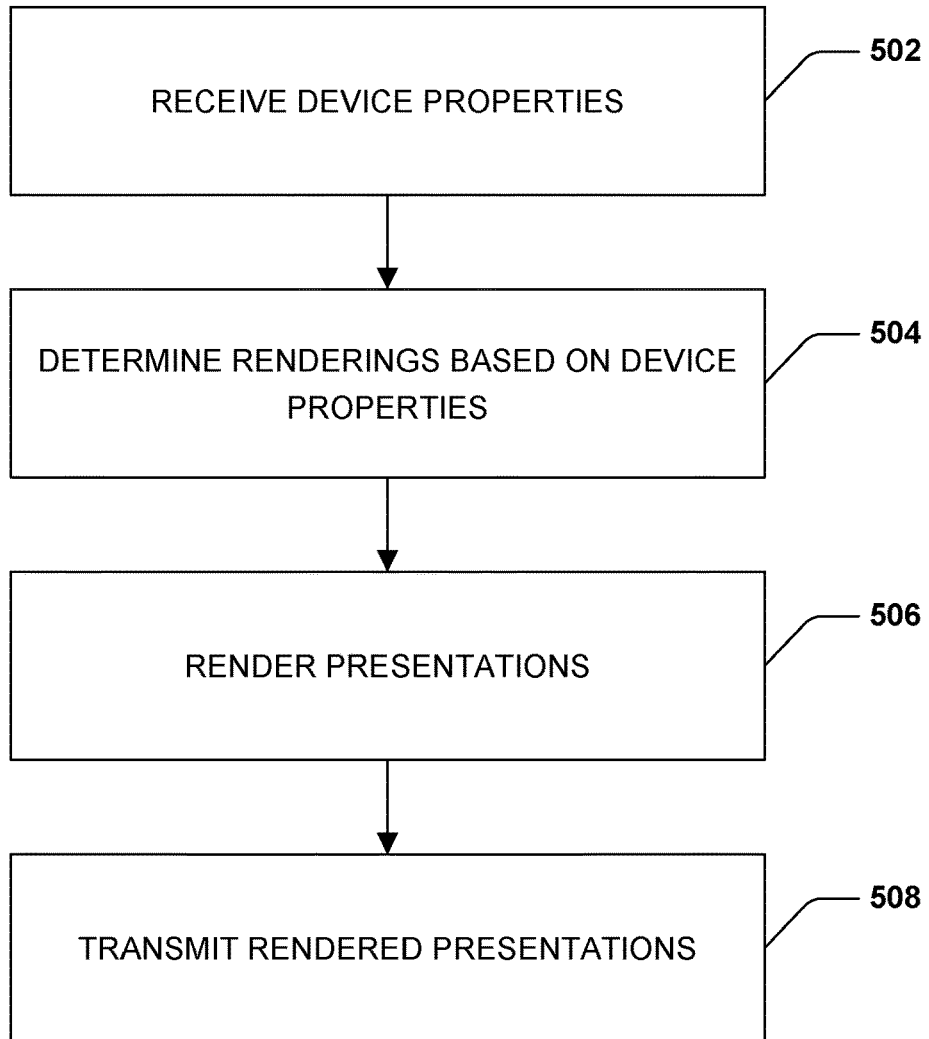 RECEIVE DEVICE PROPERTIES
502
DETERMINE RENDERINGS BASED ON DEVICE
PROPERTIES
504
RENDER PRESENTATIONS
506
TRANSMIT RENDERED PRESENTATIONS
508